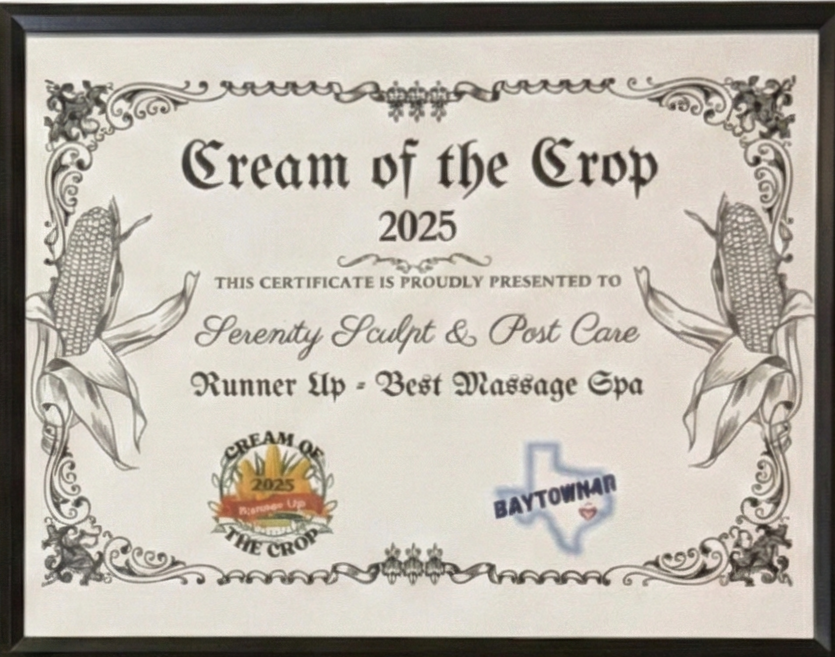 Cream of the Crop
2025
THIS CERTIFICATE IS PROUDLY PRESENTED TO
Serenity Sculpt & Post Care
Runner Up - Best Massage Spa
CREAM OF
2025
Runner Up
THE CROP
BAYTOWNAR